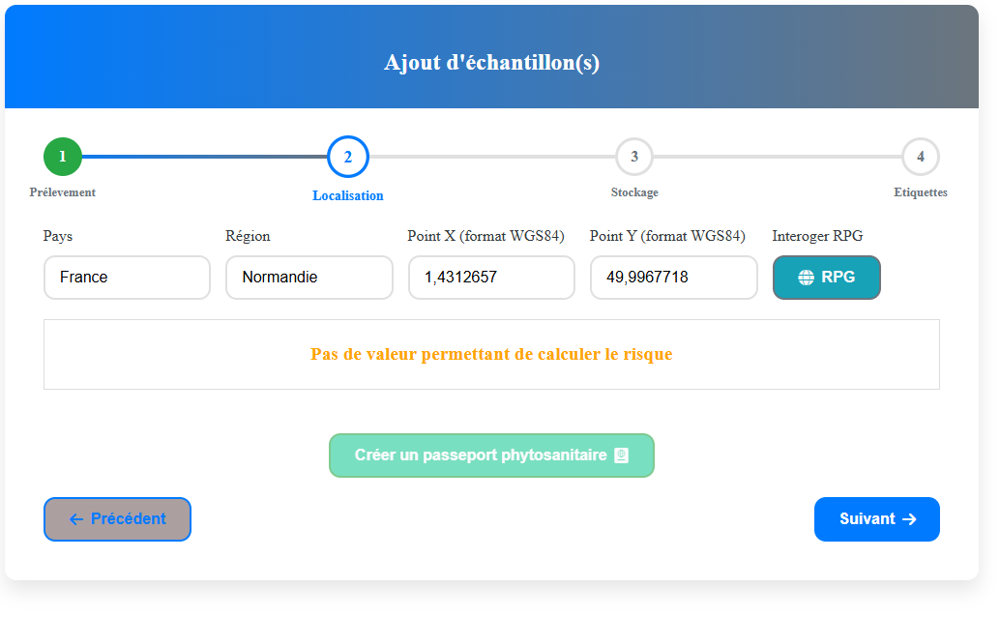 Ajout d'échantillon(s)
1 2 3 4
Prélevement Localisation Stockage Etiquettes
Pays Région Point X (format WGS84) Point Y (format WGS84) Interoger RPG
France Normandie 1,4312657 49,9967718 RPG
Pas de valeur permettant de calculer le risque
Créer un passeport phytosanitaire
Précédent Suivant